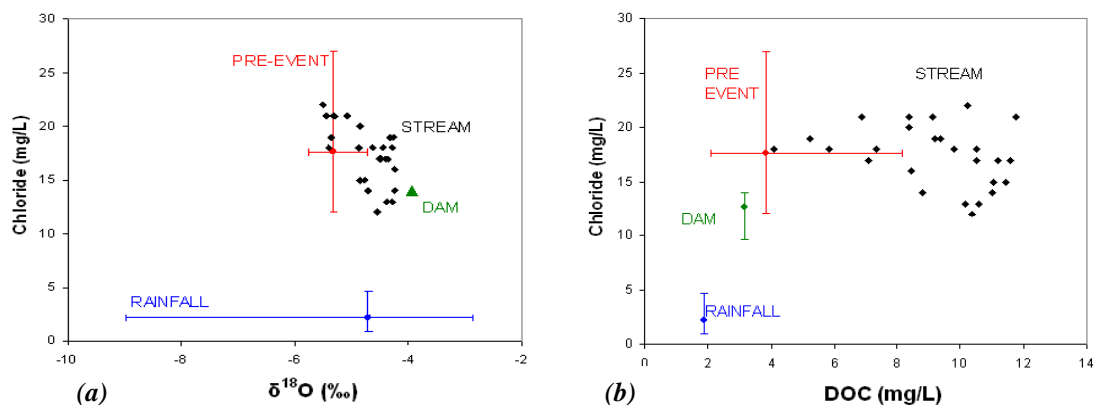 30
25
20
15
10
5
0
Chloride (mg/L)
PRE-EVENT
STREAM
DAM
RAINFALL
-10
-8
-6
-4
-2
(a)
δ¹⁸O (‰)
30
25
20
15
10
5
0
Chloride (mg/L)
PRE
EVENT
STREAM
DAM
RAINFALL
0
2
4
6
8
10
12
14
(b)
DOC (mg/L)